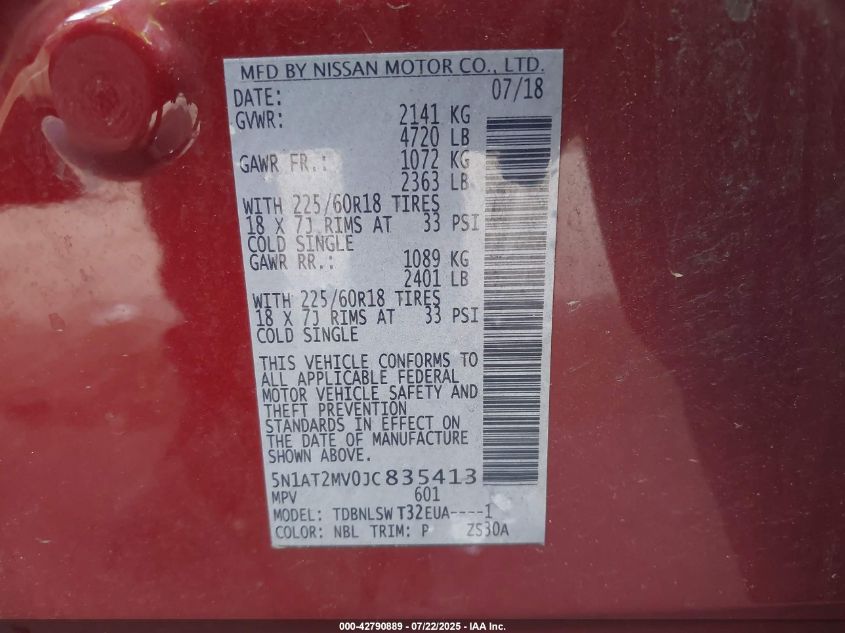 MFD BY NISSAN MOTOR CO., LTD.
DATE: 07/18
GVWR: 2141 KG
4720 LB
GAWR FR.: 1072 KG
2363 LB
WITH 225/60R18 TIRES
18 X 7J RIMS AT 33 PSI
COLD SINGLE
GAWR RR.: 1089 KG
2401 LB
WITH 225/60R18 TIRES
18 X 7J RIMS AT 33 PSI
COLD SINGLE
THIS VEHICLE CONFORMS TO
ALL APPLICABLE FEDERAL
MOTOR VEHICLE SAFETY AND
THEFT PREVENTION
STANDARDS IN EFFECT ON
THE DATE OF MANUFACTURE
SHOWN ABOVE.
5N1AT2MV0JC835413
MPV 601
MODEL: TDBNLSW T32EUA----1
COLOR: NBL TRIM: P ZS30A
000-42790889 - 07/22/2025 - IAA Inc.